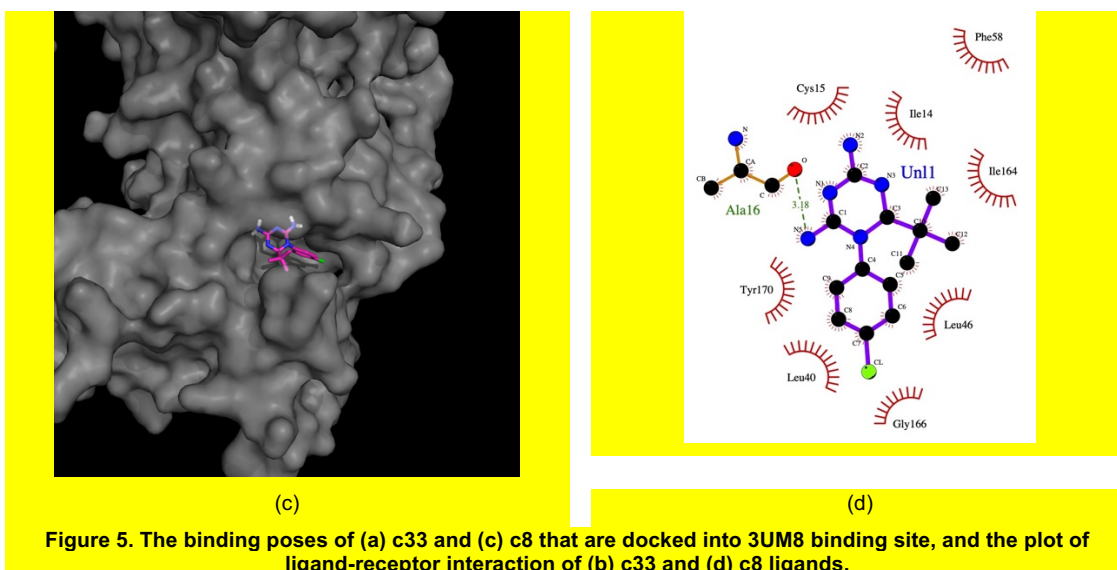 Phe58
Cys15
Ile14
N2
N
CA
O
C2
N3
Unl1
Ile164
CB
C
N1
C13
Ala16
3.18
C1
C3
C12
N5
N4
C11
C4
C5
Tyr170
C9
C8
C6
Leu46
C7
Leu40
CL
Gly166
(c)
(d)
Figure 5. The binding poses of (a) c33 and (c) c8 that are docked into 3UM8 binding site, and the plot of
ligand-receptor interaction of (b) c33 and (d) c8 ligands.